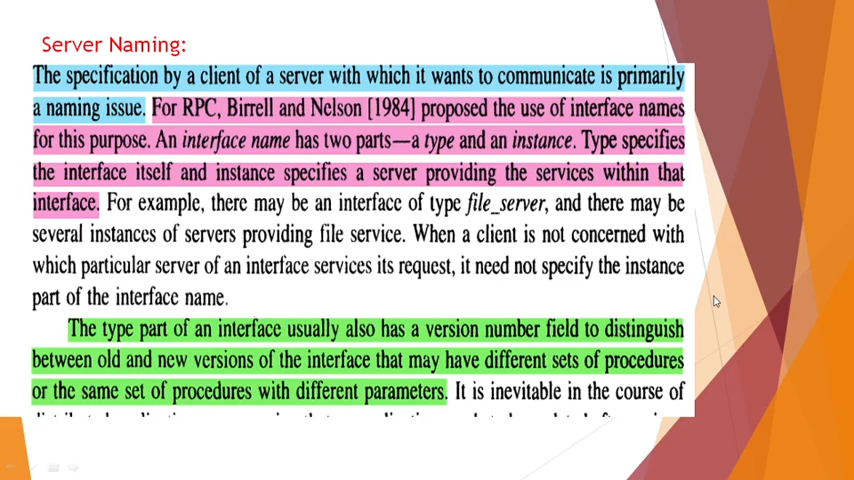 Server Naming:
The specification by a client of a server with which it wants to communicate is primarily
a naming issue. For RPC, Birrell and Nelson [1984] proposed the use of interface names
for this purpose. An interface name has two parts—a type and an instance. Type specifies
the interface itself and instance specifies a server providing the services within that
interface. For example, there may be an interface of type file_server, and there may be
several instances of servers providing file service. When a client is not concerned with
which particular server of an interface services its request, it need not specify the instance
part of the interface name.
The type part of an interface usually also has a version number field to distinguish
between old and new versions of the interface that may have different sets of procedures
or the same set of procedures with different parameters. It is inevitable in the course of